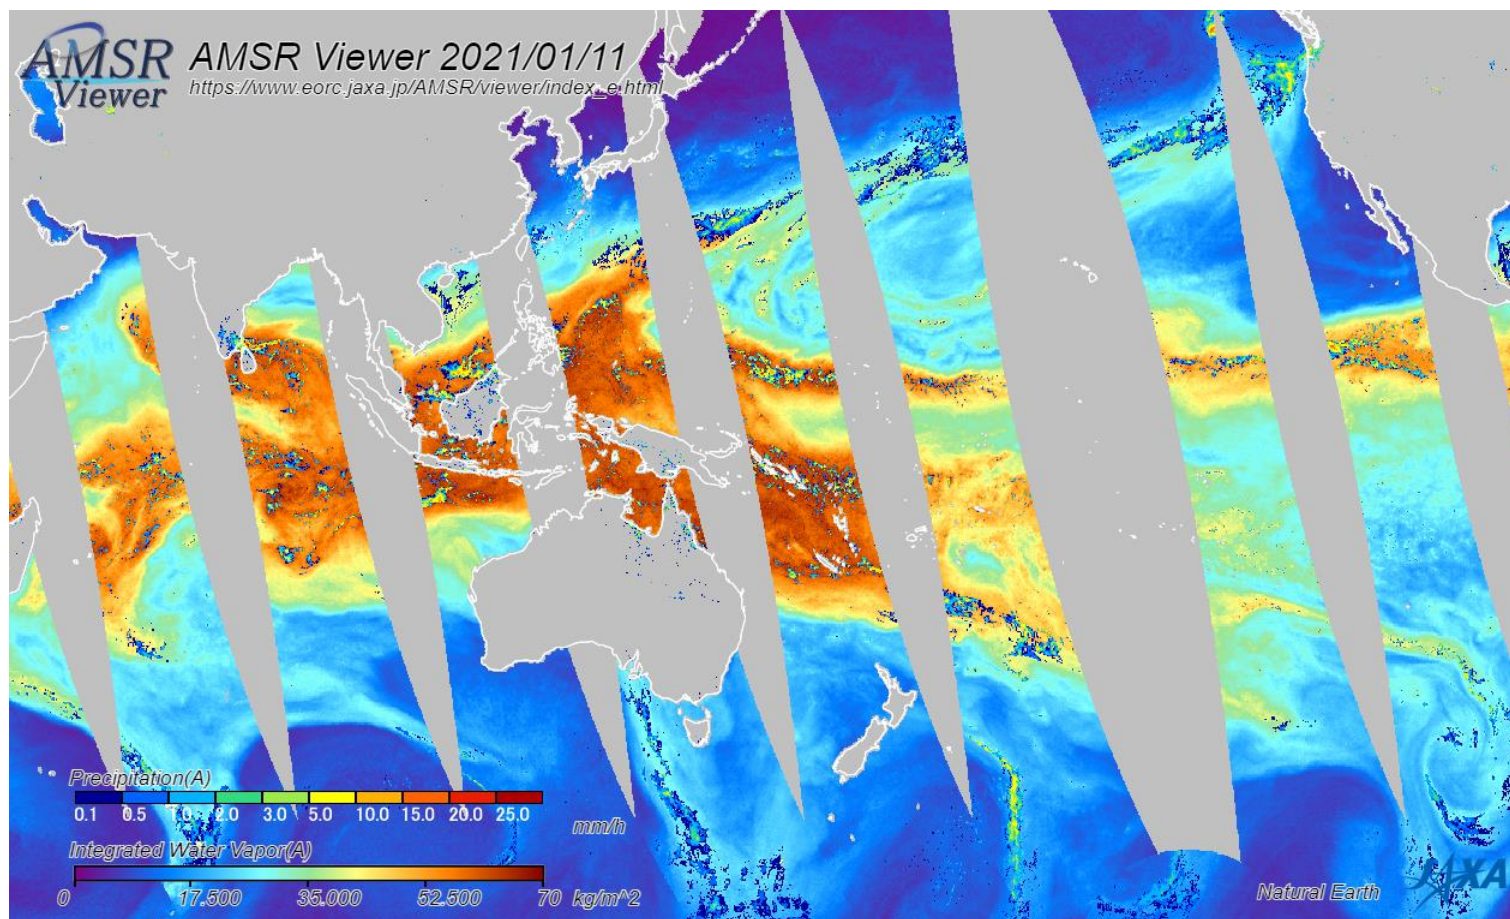 AMSR
Viewer
AMSR Viewer 2021/01/11
https://www.eorc.jaxa.jp/AMSR/viewer/index_e.html
Precipitation(A)
0.1 0.5 1.0 2.0 3.0 5.0 10.0 15.0 20.0 25.0
mm/h
Integrated Water Vapor(A)
0 17.500 35.000 52.500 70 kg/m^2
Natural Earth
JAXA